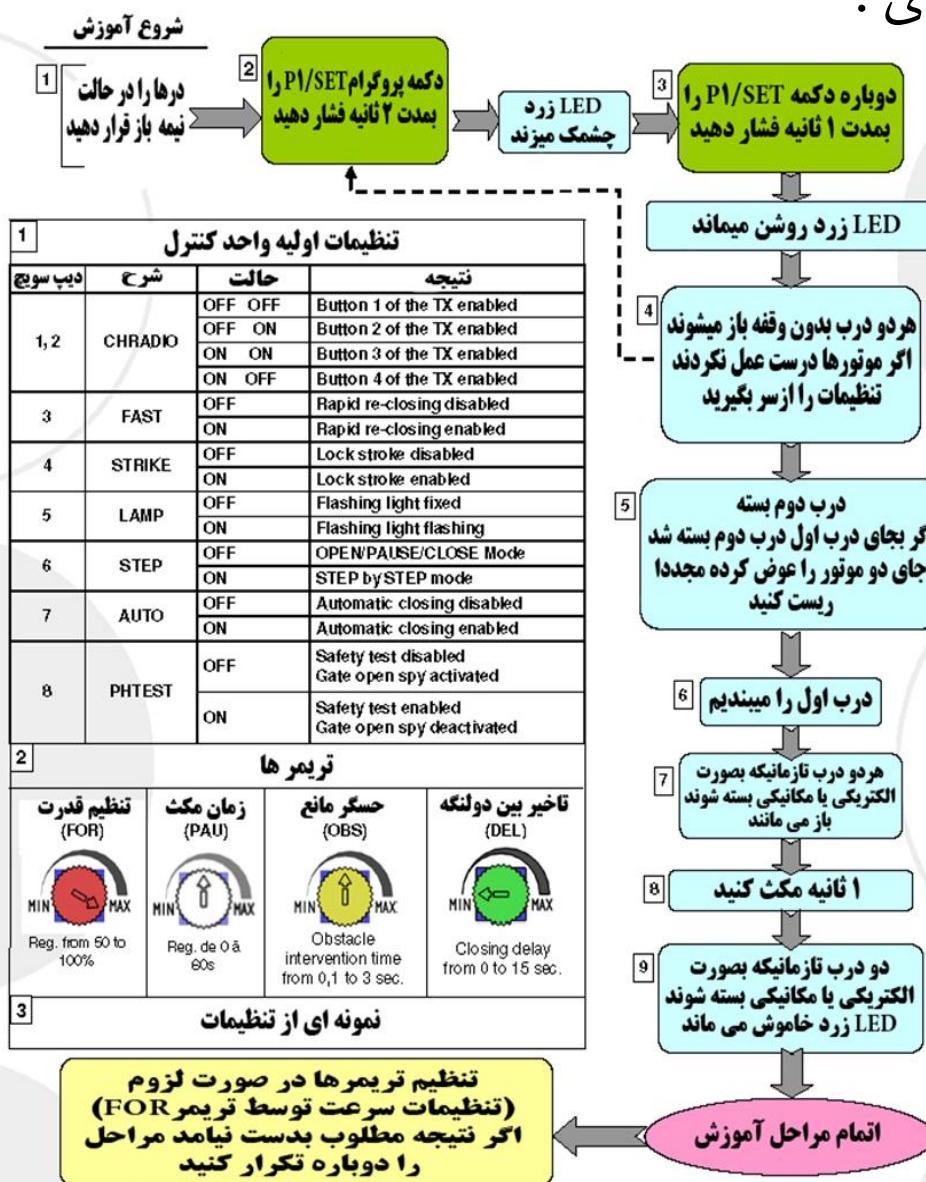 ی :
شروع آموزش
1
درها را در حالت
نیمه باز قرار دهید
2
دکمه پروگرام P1/SET را
بمدت ۲ ثانیه فشار دهید
LED زرد
چشمک میزند
3
دوباره دکمه P1/SET را
بمدت ۱ ثانیه فشار دهید
LED زرد روشن میماند
4
هردو درب بدون وقفه باز میشوند
اگر موتورها درست عمل نکردند
تنظیمات را ازسر بگیرید
5
درب دوم بسته
گر بجای درب اول درب دوم بسته شد
جای دو موتور را عوض کرده مجددا
ریست کنید
6
درب اول را میبندیم
7
هردو درب تازمانیکه بصورت
الکتریکی یا مکانیکی بسته شوند
باز می مانند
8
۱ ثانیه مکث کنید
9
دو درب تازمانیکه بصورت
الکتریکی یا مکانیکی بسته شوند
LED زرد خاموش می ماند
اتمام مراحل آموزش
تنظیم تریمرها در صورت لزوم
(تنظیمات سرعت توسط تریمر FOR)
اگر نتیجه مطلوب بدست نیامد مراحل
را دوباره تکرار کنید
1
تنظیمات اولیه واحد کنترل
دیپ سویچ شرح حالت نتیجه
1, 2 CHRADIO
OFF OFF Button 1 of the TX enabled
OFF ON Button 2 of the TX enabled
ON ON Button 3 of the TX enabled
ON OFF Button 4 of the TX enabled
3 FAST
OFF Rapid re-closing disabled
ON Rapid re-closing enabled
4 STRIKE
OFF Lock stroke disabled
ON Lock stroke enabled
5 LAMP
OFF Flashing light fixed
ON Flashing light flashing
6 STEP
OFF OPEN/PAUSE/CLOSE Mode
ON STEP by STEP mode
7 AUTO
OFF Automatic closing disabled
ON Automatic closing enabled
8 PHTEST
OFF Safety test disabled
Gate open spy activated
ON Safety test enabled
Gate open spy deactivated
2
تریمر ها
تنظیم قدرت
(FOR)
MIN MAX
Reg. from 50 to
100%
زمان مکث
(PAU)
MIN MAX
Reg. de 0 à
60s
حسگر مانع
(OBS)
MIN MAX
Obstacle
intervention time
from 0,1 to 3 sec.
تاخیر بین دولنگه
(DEL)
MIN MAX
Closing delay
from 0 to 15 sec.
3
نمونه ای از تنظیمات